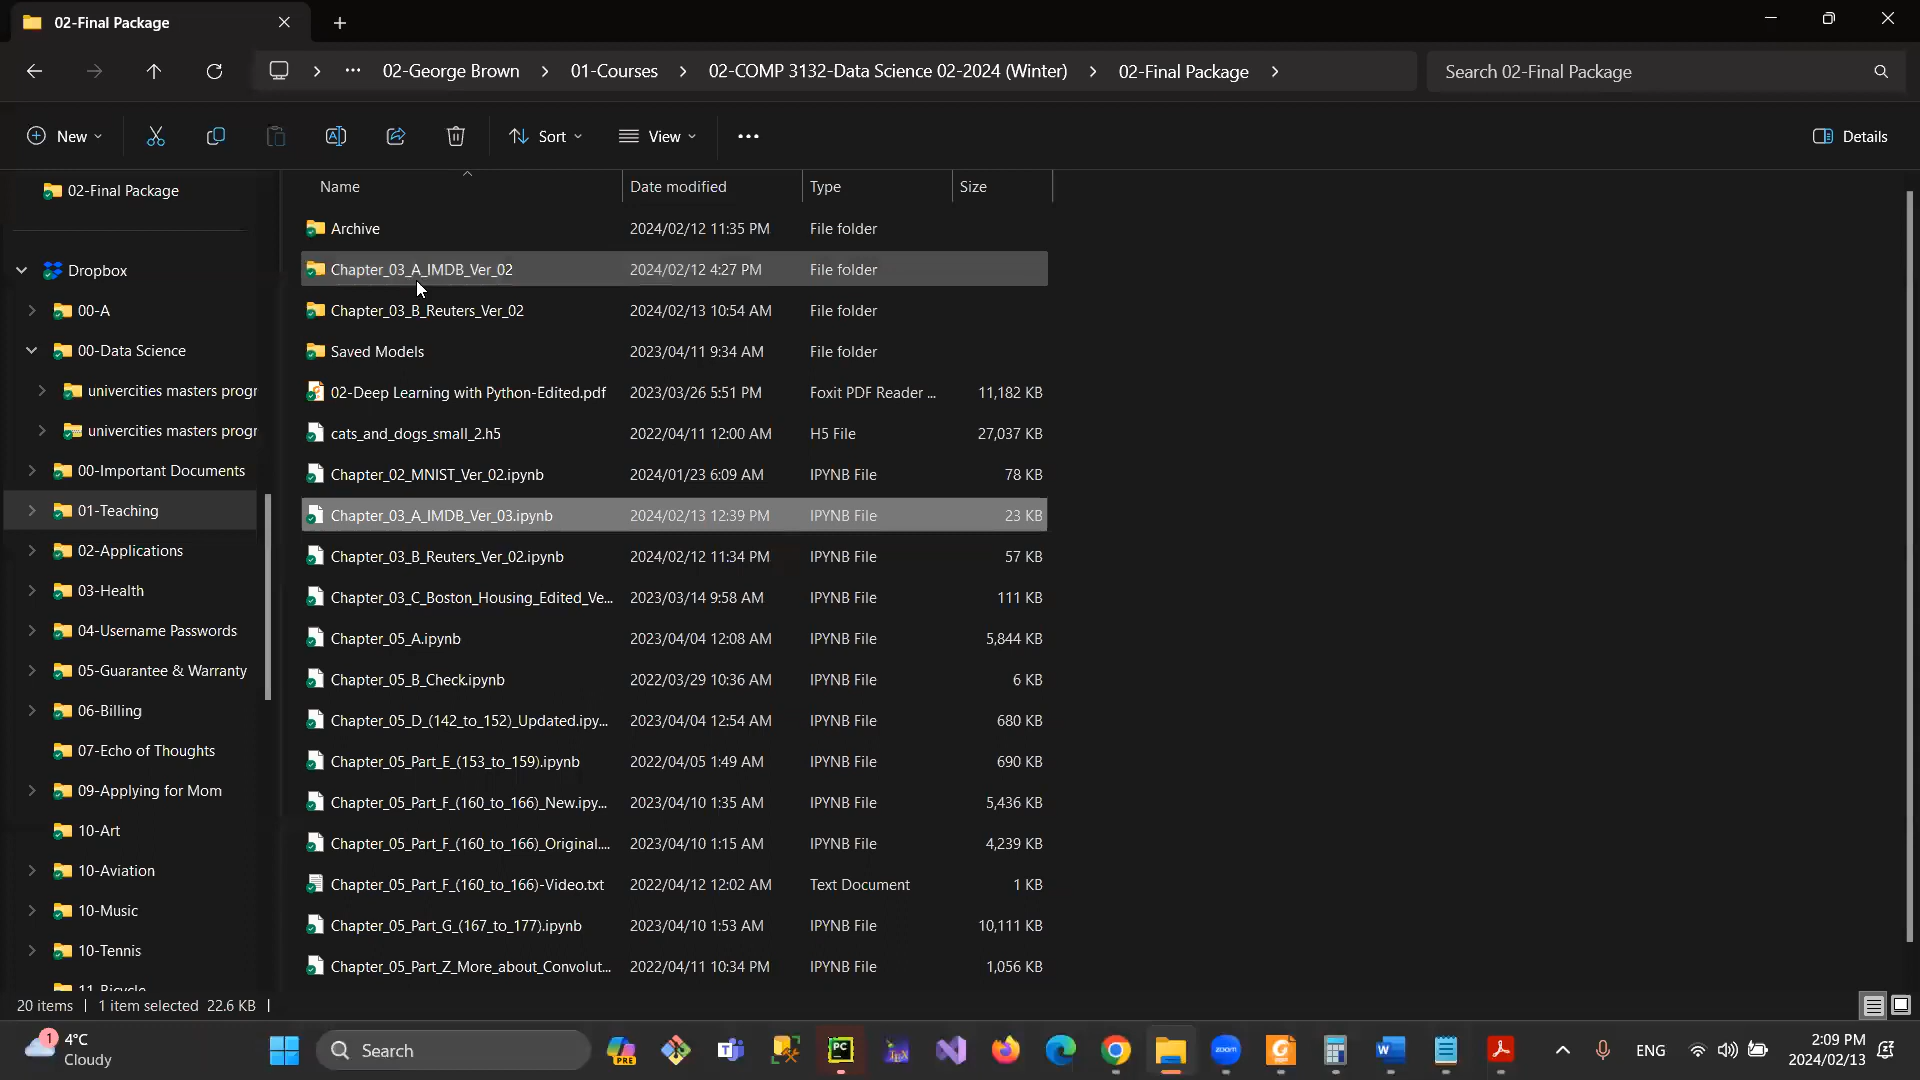 02-Final Package
02-George Brown 01-Courses 02-COMP 3132-Data Science 02-2024 (Winter) 02-Final Package
Search 02-Final Package
New Sort View Details
Name Date modified Type Size
Archive 2024/02/12 11:35 PM File folder
Chapter_03_A_IMDB_Ver_02 2024/02/12 4:27 PM File folder
Chapter_03_B_Reuters_Ver_02 2024/02/13 10:54 AM File folder
Saved Models 2023/04/11 9:34 AM File folder
02-Deep Learning with Python-Edited.pdf 2023/03/26 5:51 PM Foxit PDF Reader ... 11,182 KB
cats_and_dogs_small_2.h5 2022/04/11 12:00 AM H5 File 27,037 KB
Chapter_02_MNIST_Ver_02.ipynb 2024/01/23 6:09 AM IPYNB File 78 KB
Chapter_03_A_IMDB_Ver_03.ipynb 2024/02/13 12:39 PM IPYNB File 23 KB
Chapter_03_B_Reuters_Ver_02.ipynb 2024/02/12 11:34 PM IPYNB File 57 KB
Chapter_03_C_Boston_Housing_Edited_Ve... 2023/03/14 9:58 AM IPYNB File 111 KB
Chapter_05_A.ipynb 2023/04/04 12:08 AM IPYNB File 5,844 KB
Chapter_05_B_Check.ipynb 2022/03/29 10:36 AM IPYNB File 6 KB
Chapter_05_D_(142_to_152)_Updated.ipy... 2023/04/04 12:54 AM IPYNB File 680 KB
Chapter_05_Part_E_(153_to_159).ipynb 2022/04/05 1:49 AM IPYNB File 690 KB
Chapter_05_Part_F_(160_to_166)_New.ipy... 2023/04/10 1:35 AM IPYNB File 5,436 KB
Chapter_05_Part_F_(160_to_166)_Original.... 2023/04/10 1:15 AM IPYNB File 4,239 KB
Chapter_05_Part_F_(160_to_166)-Video.txt 2022/04/12 12:02 AM Text Document 1 KB
Chapter_05_Part_G_(167_to_177).ipynb 2023/04/10 1:53 AM IPYNB File 10,111 KB
Chapter_05_Part_Z_More_about_Convolut... 2022/04/11 10:34 PM IPYNB File 1,056 KB
02-Final Package
Dropbox
00-A
00-Data Science
univercities masters progr
univercities masters progr
00-Important Documents
01-Teaching
02-Applications
03-Health
04-Username Passwords
05-Guarantee & Warranty
06-Billing
07-Echo of Thoughts
09-Applying for Mom
10-Art
10-Aviation
10-Music
10-Tennis
11-Bicycle
20 items 1 item selected 22.6 KB
1
4°C
Cloudy
Search
PRE
PC
TEX
zoom
ENG
2:09 PM
2024/02/13